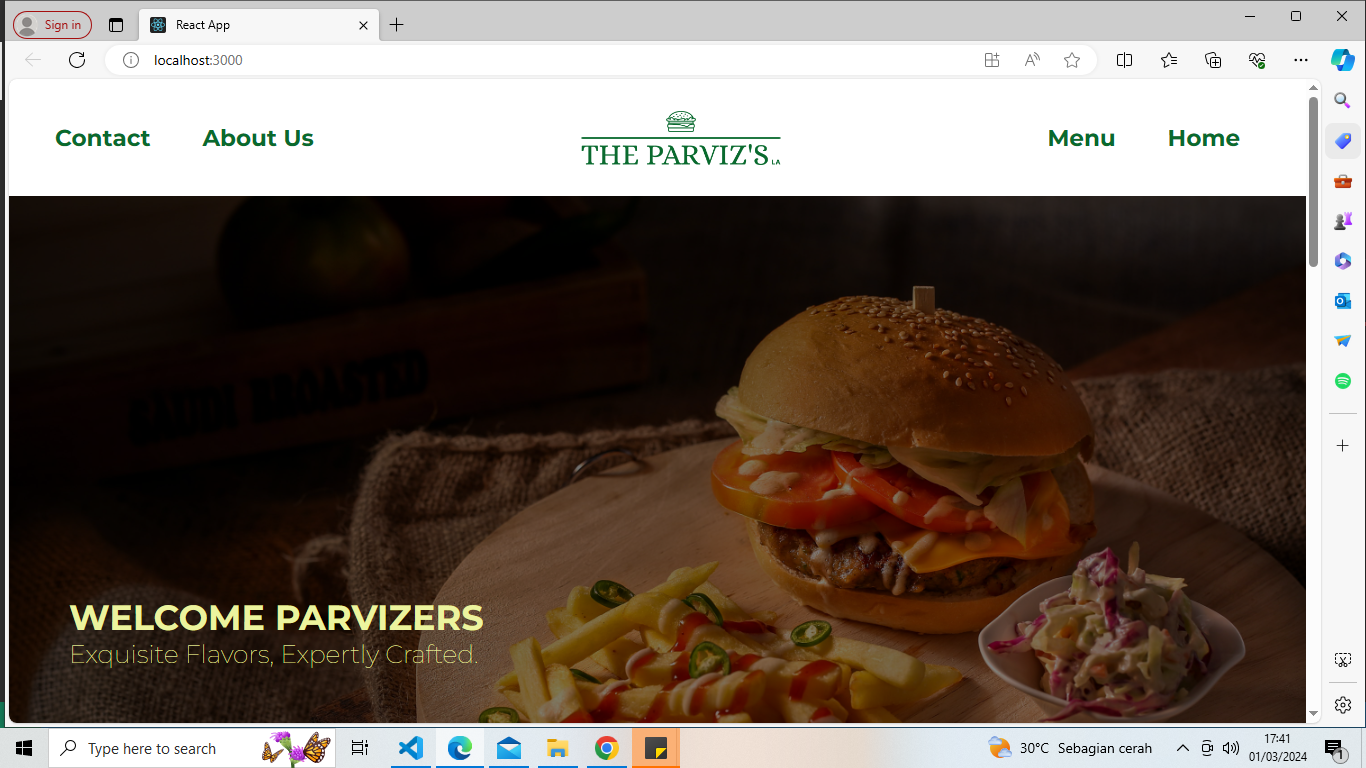 Sign in
React App
localhost:3000
Contact
About Us
THE PARVIZ'S LA
Menu
Home
WELCOME PARVIZERS
Exquisite Flavors, Expertly Crafted.
Type here to search
30°C Sebagian cerah
17:41
01/03/2024
1